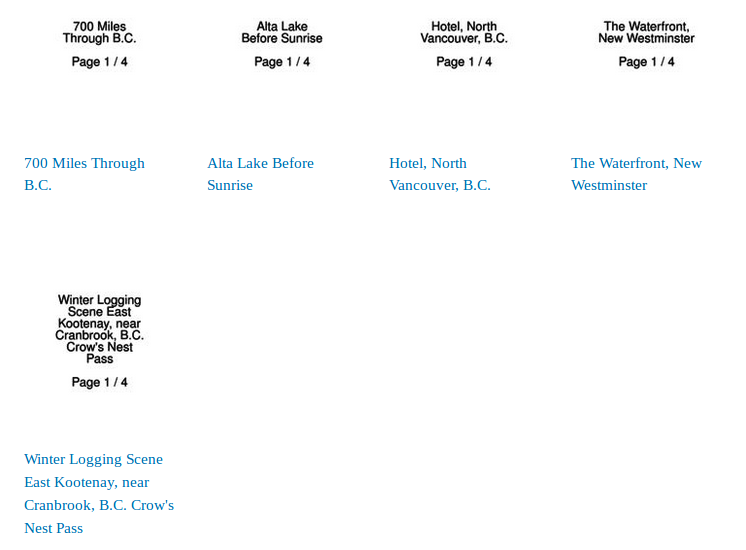 700 Miles
Through B.C.
Page 1 / 4
Alta Lake
Before Sunrise
Page 1 / 4
Hotel, North
Vancouver, B.C.
Page 1 / 4
The Waterfront,
New Westminster
Page 1 / 4
700 Miles Through
B.C.
Alta Lake Before
Sunrise
Hotel, North
Vancouver, B.C.
The Waterfront, New
Westminster
Winter Logging
Scene East
Kootenay, near
Cranbrook, B.C.
Crow's Nest
Pass
Page 1 / 4
Winter Logging Scene
East Kootenay, near
Cranbrook, B.C. Crow's
Nest Pass